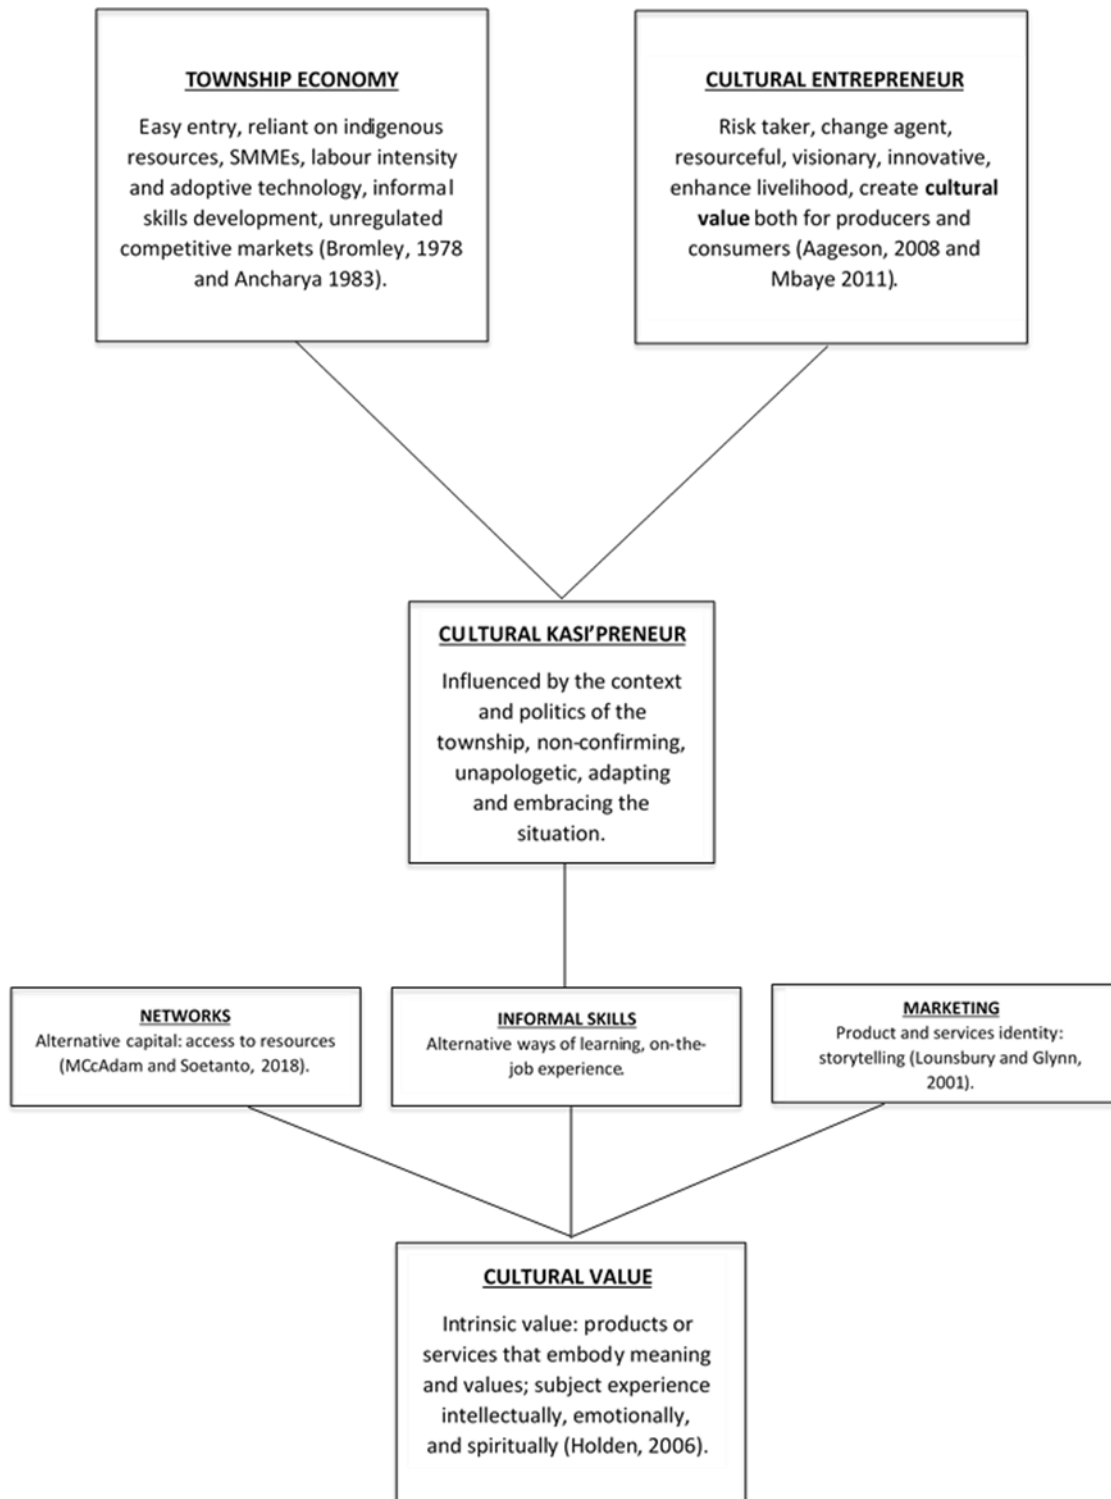 TOWNSHIP ECONOMY
Easy entry, reliant on indigenous
resources, SMMEs, labour intensity
and adoptive technology, informal
skills development, unregulated
competitive markets (Bromley, 1978
and Ancharya 1983).
CULTURAL ENTREPRENEUR
Risk taker, change agent,
resourceful, visionary, innovative,
enhance livelihood, create cultural
value both for producers and
consumers (Aageson, 2008 and
Mbaye 2011).
CULTURAL KASI’PRENEUR
Influenced by the context
and politics of the
township, non-confirming,
unapologetic, adapting
and embracing the
situation.
NETWORKS
Alternative capital: access to resources
(MCcAdam and Soetanto, 2018).
INFORMAL SKILLS
Alternative ways of learning, on-the-
job experience.
MARKETING
Product and services identity:
storytelling (Lounsbury and Glynn,
2001).
CULTURAL VALUE
Intrinsic value: products or
services that embody meaning
and values; subject experience
intellectually, emotionally,
and spiritually (Holden, 2006).